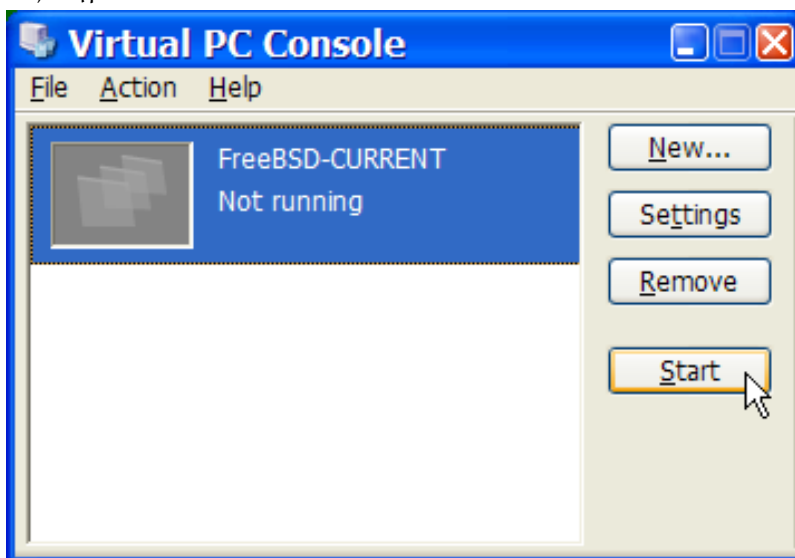 Virtual PC Console
File Action Help
FreeBSD-CURRENT
Not running
New...
Settings
Remove
Start